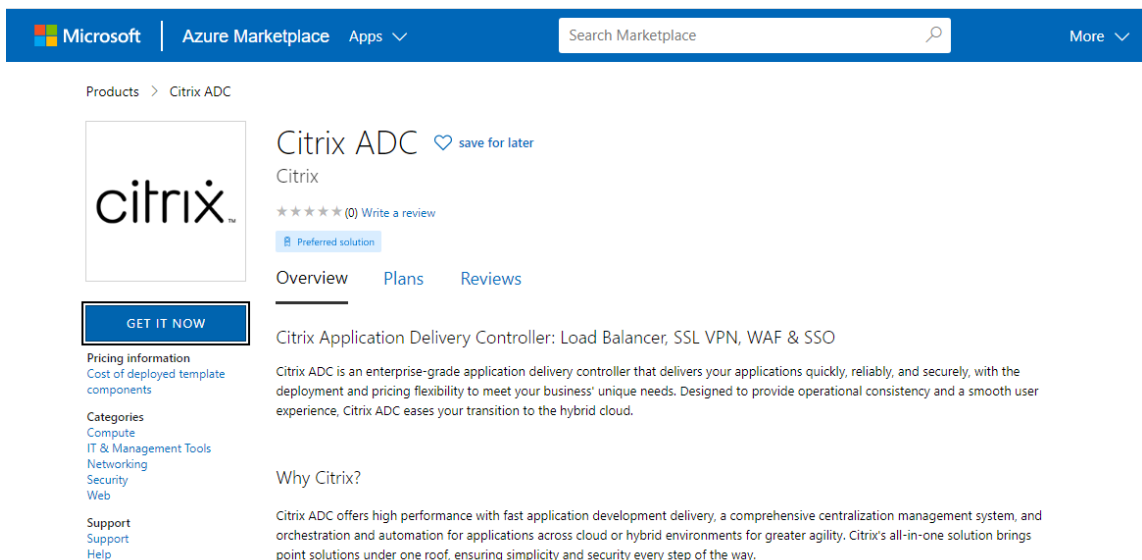 Microsoft Azure Marketplace Apps Search Marketplace More
Products > Citrix ADC
citrix™
Citrix ADC save for later
Citrix
(0) Write a review
Preferred solution
Overview Plans Reviews
GET IT NOW
Pricing information
Cost of deployed template
components
Categories
Compute
IT & Management Tools
Networking
Security
Web
Support
Support
Help
Citrix Application Delivery Controller: Load Balancer, SSL VPN, WAF & SSO
Citrix ADC is an enterprise-grade application delivery controller that delivers your applications quickly, reliably, and securely, with the
deployment and pricing flexibility to meet your business' unique needs. Designed to provide operational consistency and a smooth user
experience, Citrix ADC eases your transition to the hybrid cloud.
Why Citrix?
Citrix ADC offers high performance with fast application development delivery, a comprehensive centralization management system, and
orchestration and automation for applications across cloud or hybrid environments for greater agility. Citrix's all-in-one solution brings
point solutions under one roof, ensuring simplicity and security every step of the way.